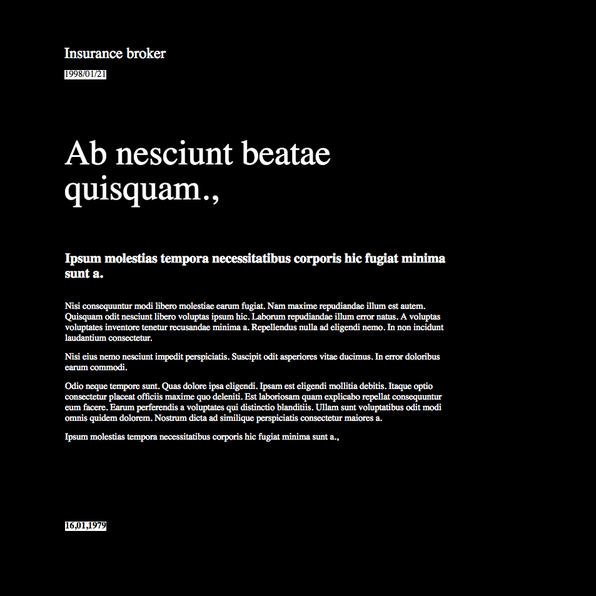 Insurance broker
1998/01/21
Ab nesciunt beatae
quisquam.,
Ipsum molestias tempora necessitatibus corporis hic fugiat minima
sunt a.
Nisi consequuntur modi libero molestiae earum fugiat. Nam maxime repudiandae illum est autem.
Quisquam odit nesciunt libero voluptas ipsum hic. Laborum repudiandae illum error natus. A voluptas
voluptates inventore tenetur recusandae minima a. Repellendus nulla ad eligendi nemo. In non incidunt
laudantium consectetur.
Nisi eius nemo nesciunt impedit perspiciatis. Suscipit odit asperiores vitae ducimus. In error doloribus
earum commodi.
Odio neque tempore sunt. Quas dolore ipsa eligendi. Ipsam est eligendi mollitia debitis. Itaque optio
consectetur placeat officiis maxime quo deleniti. Est laboriosam quam explicabo repellat consequuntur
eum facere. Earum perferendis a voluptates qui distinctio blanditiis. Ullam sunt voluptatibus odit modi
omnis quidem dolorem. Nostrum dicta ad similique perspiciatis consectetur maiores a.
Ipsum molestias tempora necessitatibus corporis hic fugiat minima sunt a.,
16,01,1979